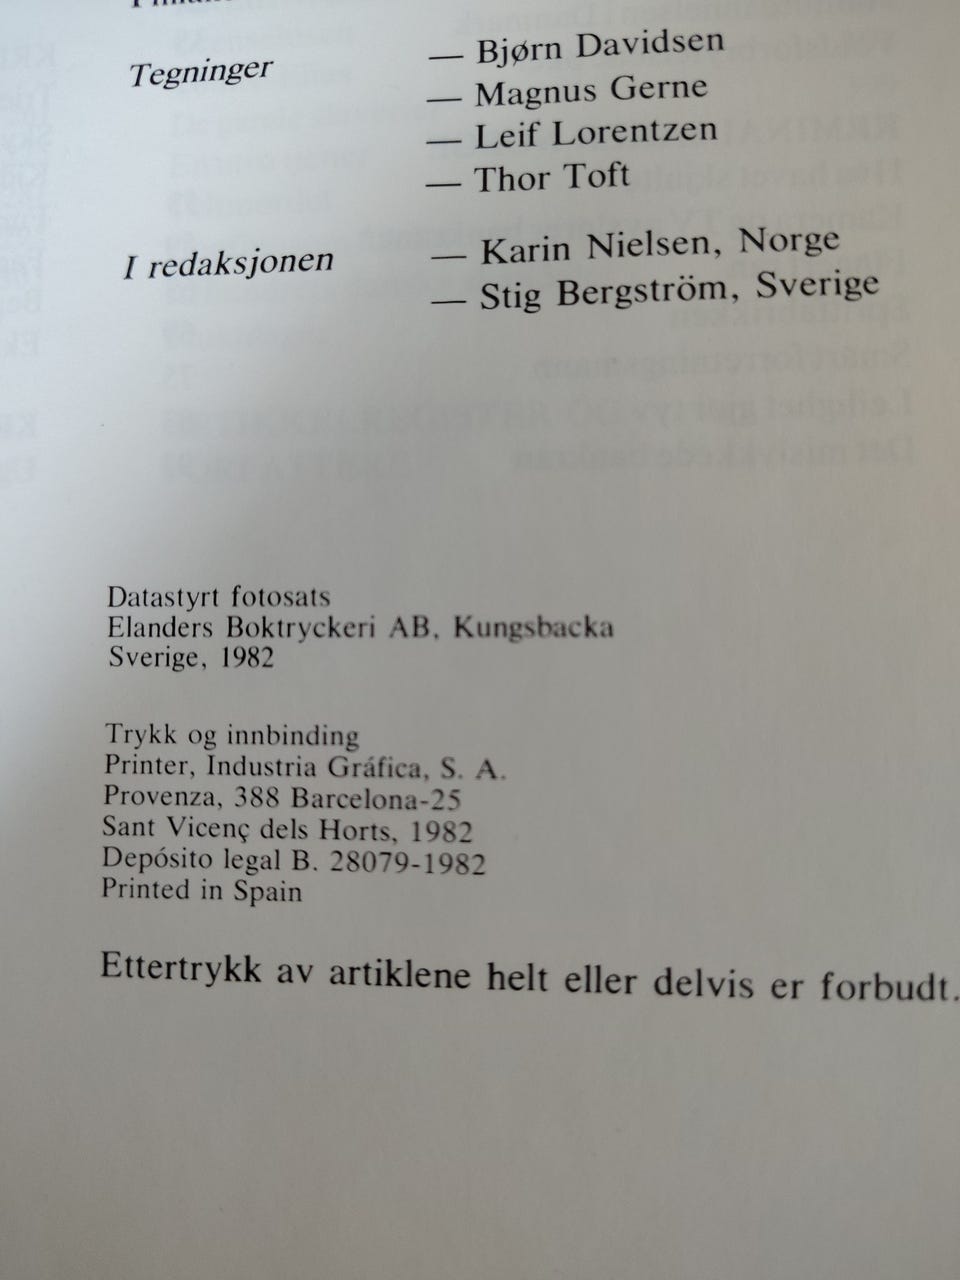 Tegninger — Bjørn Davidsen
— Magnus Gerne
— Leif Lorentzen
— Thor Toft
I redaksjonen — Karin Nielsen, Norge
— Stig Bergström, Sverige
Datastyrt fotosats
Elanders Boktryckeri AB, Kungsbacka
Sverige, 1982
Trykk og innbinding
Printer, Industria Gráfica, S. A.
Provenza, 388 Barcelona-25
Sant Vicenç dels Horts, 1982
Depósito legal B. 28079-1982
Printed in Spain
Ettertrykk av artiklene helt eller delvis er forbudt.